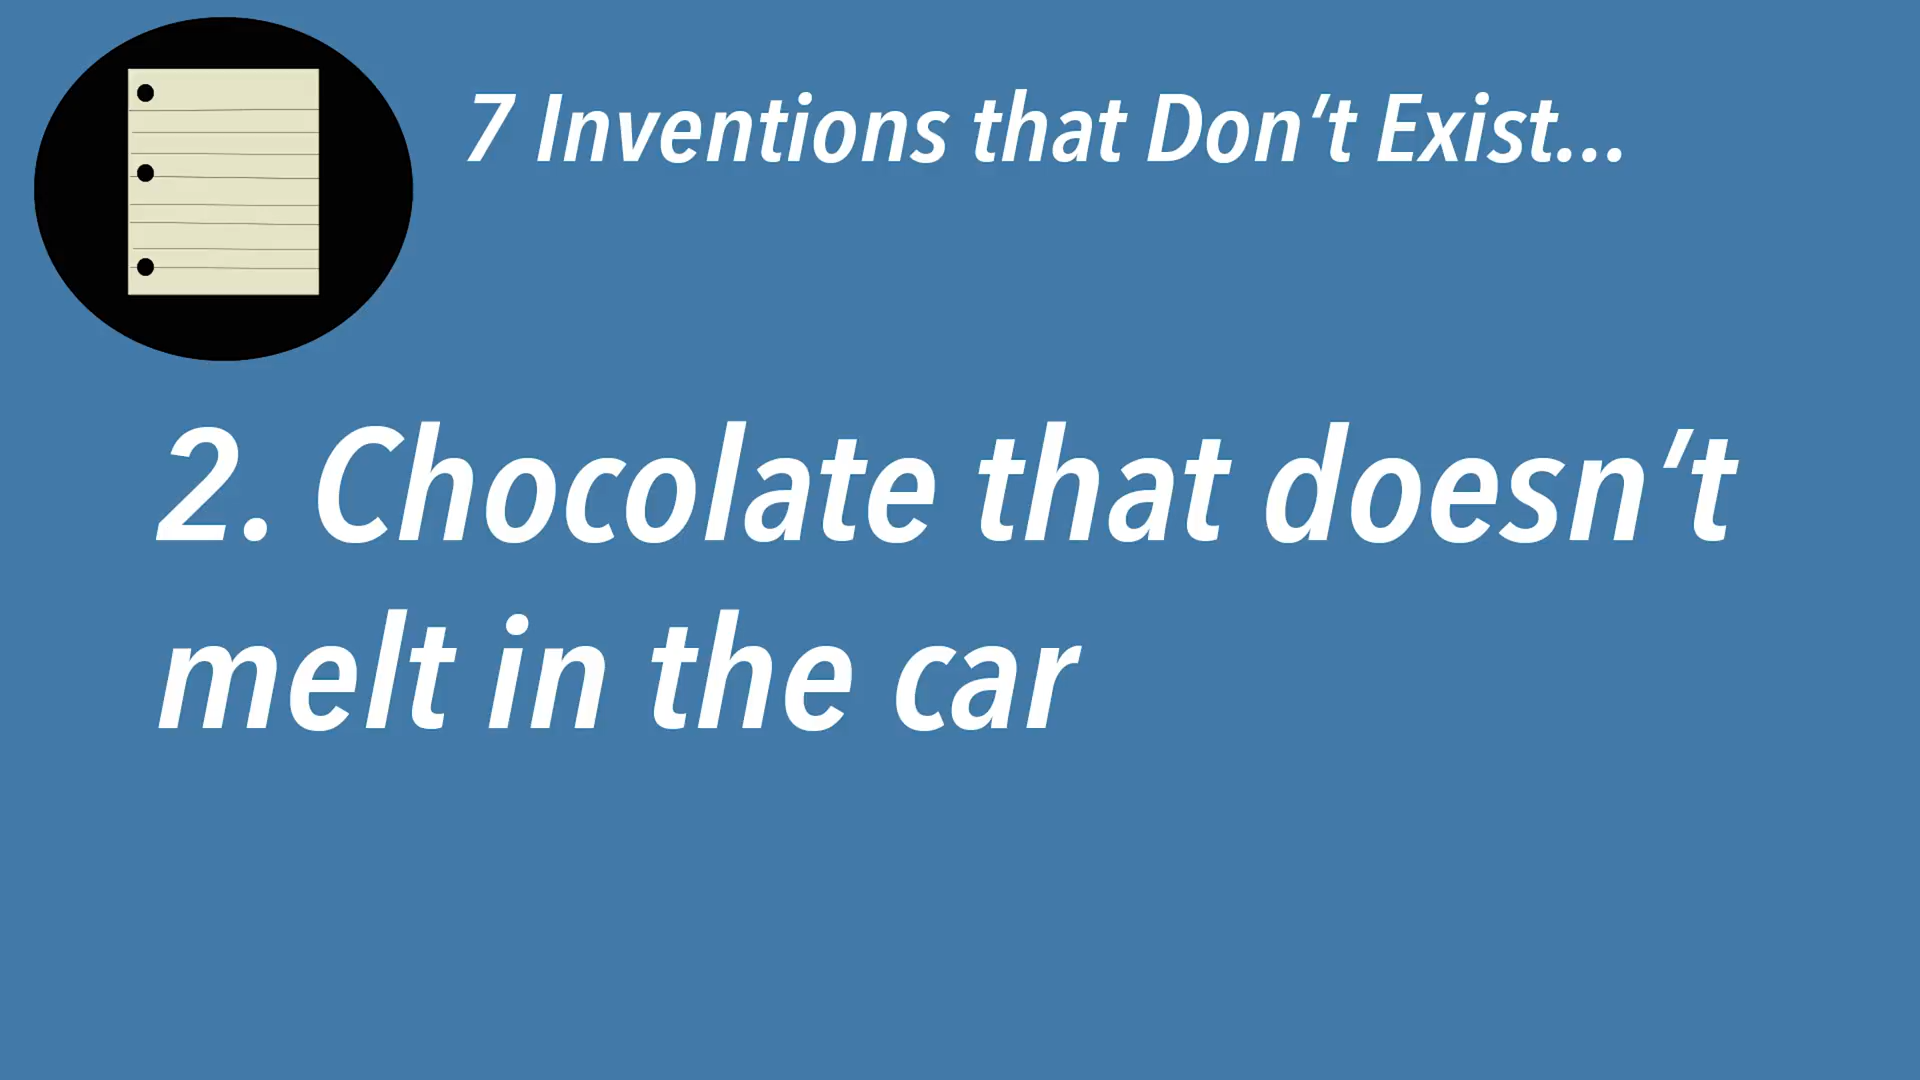 7 Inventions that Don't Exist...
2. Chocolate that doesn't
melt in the car